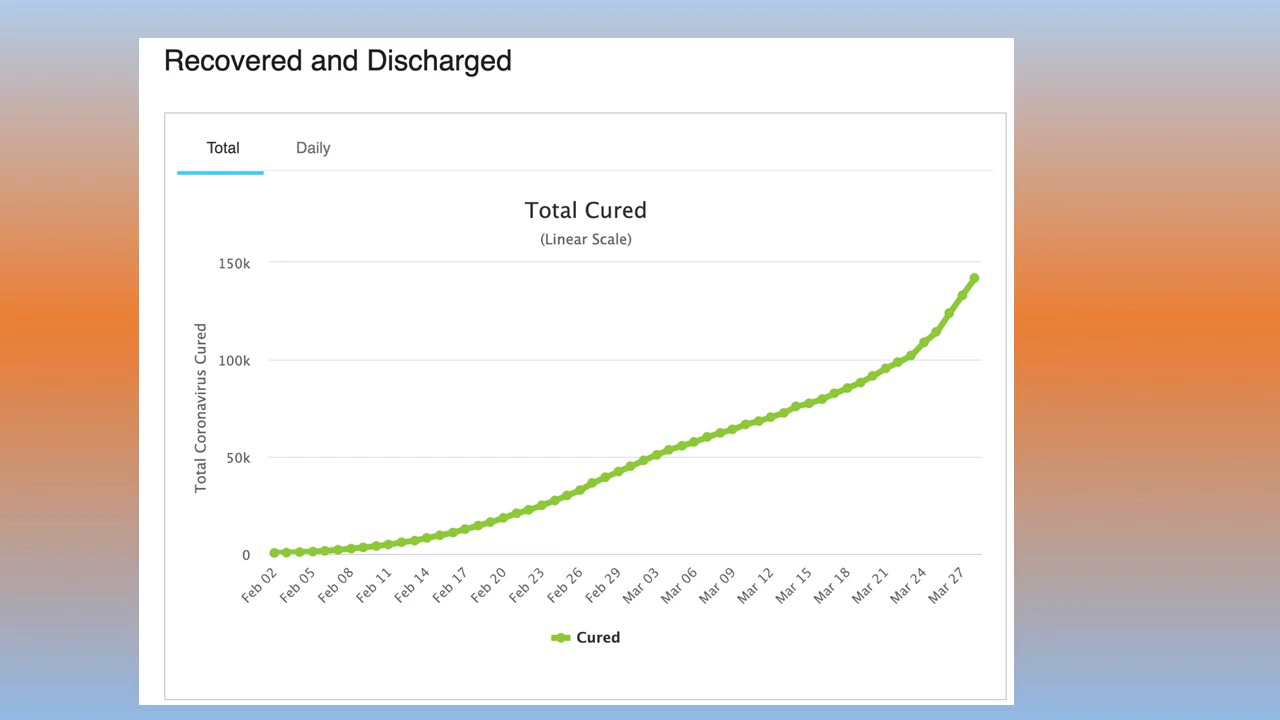 Recovered and Discharged
Total
Daily
Total Cured
(Linear Scale)
Total Coronavirus Cured
150k
100k
50k
0
Feb 02
Feb 05
Feb 08
Feb 11
Feb 14
Feb 17
Feb 20
Feb 23
Feb 26
Feb 29
Mar 03
Mar 06
Mar 09
Mar 12
Mar 15
Mar 18
Mar 21
Mar 24
Mar 27
Cured